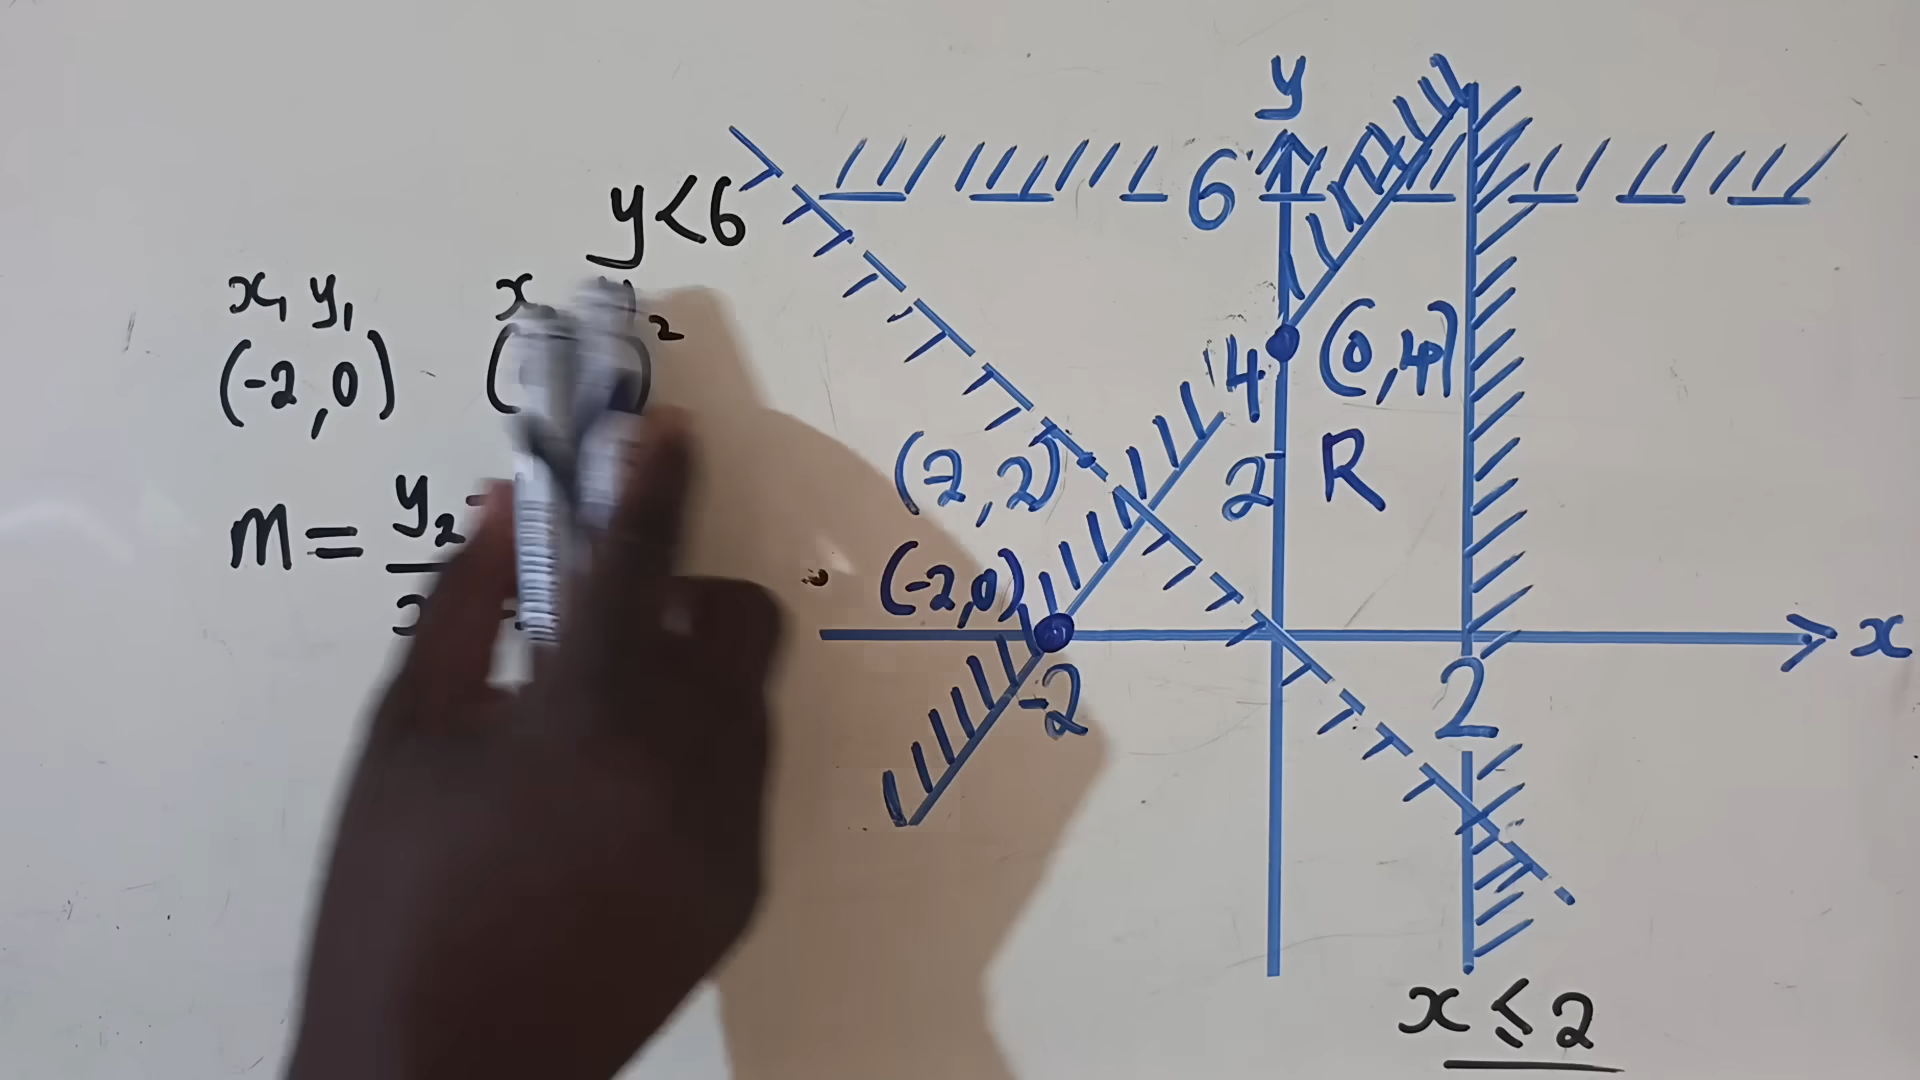 y
6
y<6
x₁ y₁
(-2,0)
(0,4)
4
R
2
(2,2)
m = y₂
(-2,0)
-2
x
2
x ≤ 2